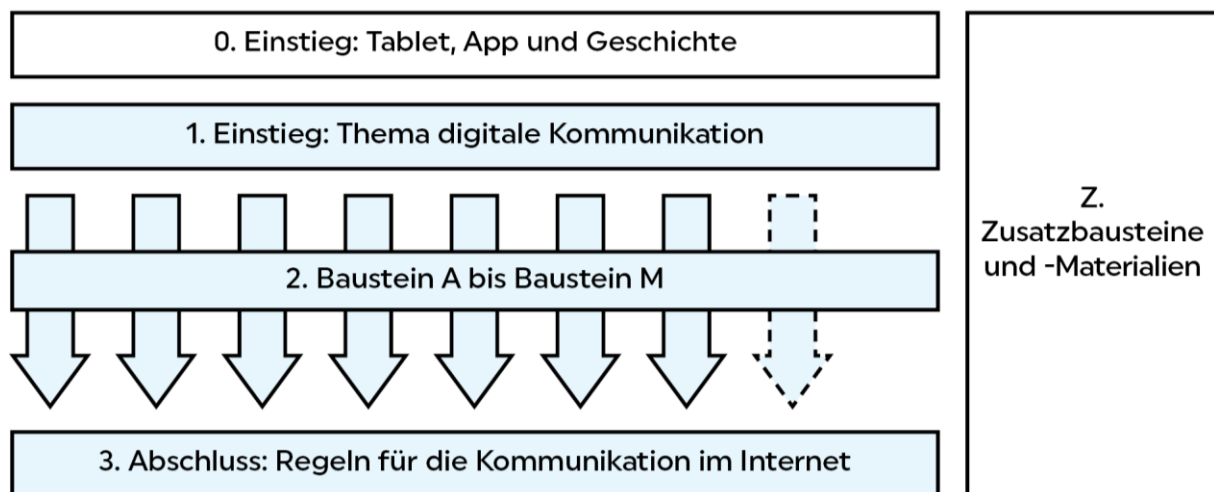 0. Einstieg: Tablet, App und Geschichte
1. Einstieg: Thema digitale Kommunikation
2. Baustein A bis Baustein M
3. Abschluss: Regeln für die Kommunikation im Internet
Z.
Zusatzbausteine
und -Materialien